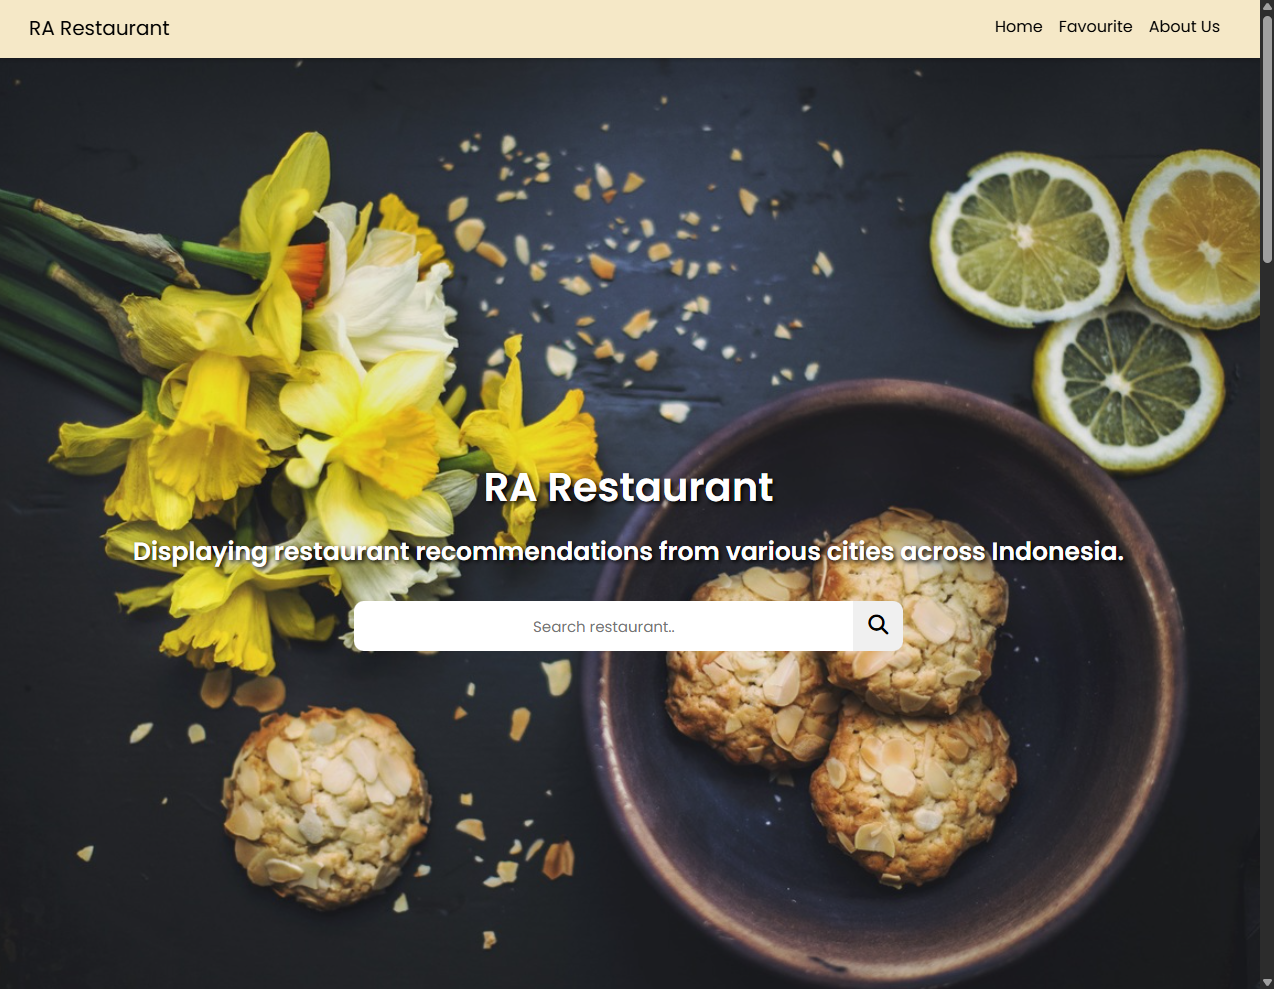 RA Restaurant
Home Favourite About Us
RA Restaurant
Displaying restaurant recommendations from various cities across Indonesia.
Search restaurant..